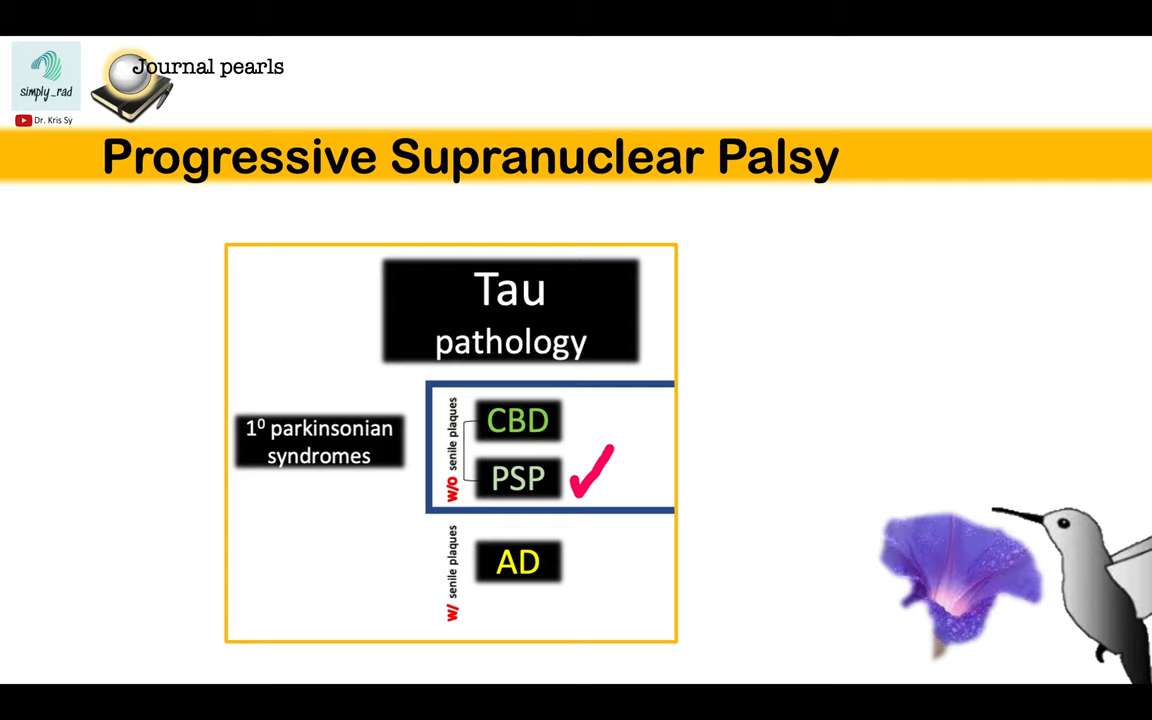 Journal pearls
simply_rad
Dr. Kris Sy
Progressive Supranuclear Palsy
Tau
pathology
1⁰ parkinsonian
syndromes
W/O senile plaques
CBD
PSP
W/ senile plaques
AD